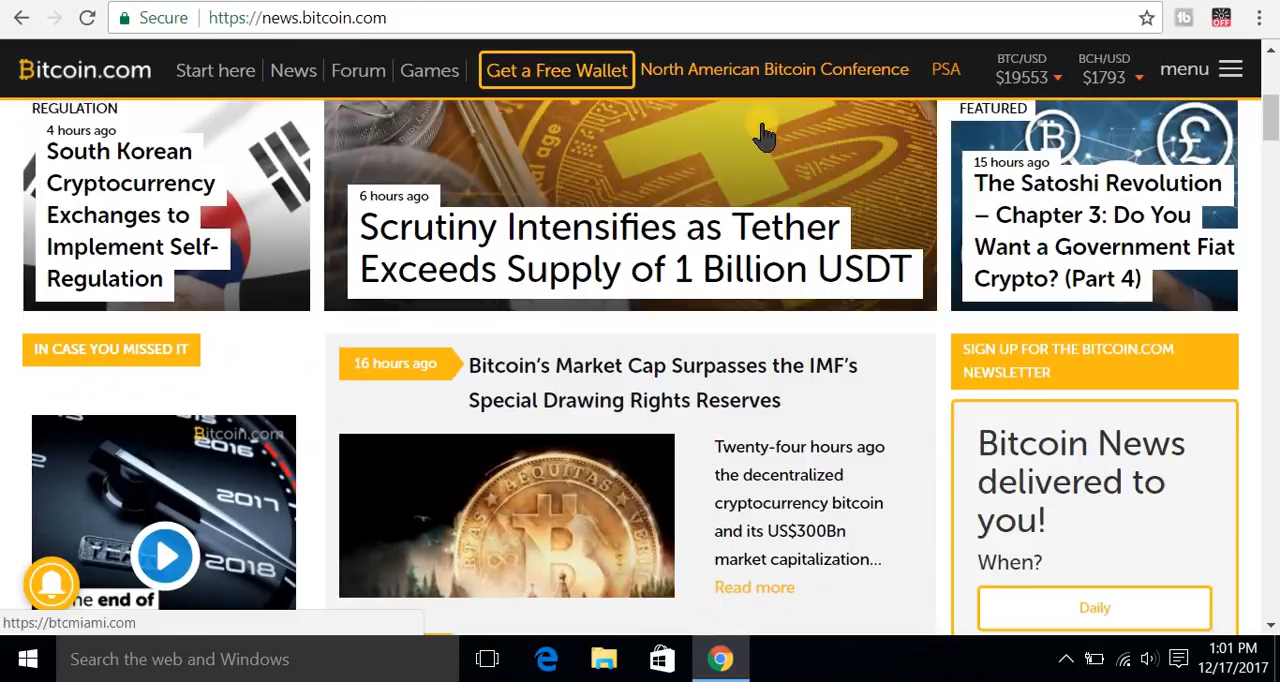 Secure
https://news.bitcoin.com
OFF
Bitcoin.com
Start here
News
Forum
Games
Get a Free Wallet
North American Bitcoin Conference
PSA
BTC/USD
$19553
BCH/USD
$1793
menu
REGULATION
4 hours ago
South Korean
Cryptocurrency
Exchanges to
Implement Self-
Regulation
6 hours ago
Scrutiny Intensifies as Tether
Exceeds Supply of 1 Billion USDT
FEATURED
15 hours ago
The Satoshi Revolution
– Chapter 3: Do You
Want a Government Fiat
Crypto? (Part 4)
IN CASE YOU MISSED IT
Bitcoin.com
2016
2017
2018
YEAR
the end of
16 hours ago
Bitcoin’s Market Cap Surpasses the IMF’s
Special Drawing Rights Reserves
AEQUITAS
Twenty-four hours ago
the decentralized
cryptocurrency bitcoin
and its US$300Bn
market capitalization...
Read more
SIGN UP FOR THE BITCOIN.COM
NEWSLETTER
Bitcoin News
delivered to
you!
When?
Daily
https://btcmiami.com
Search the web and Windows
1:01 PM
12/17/2017